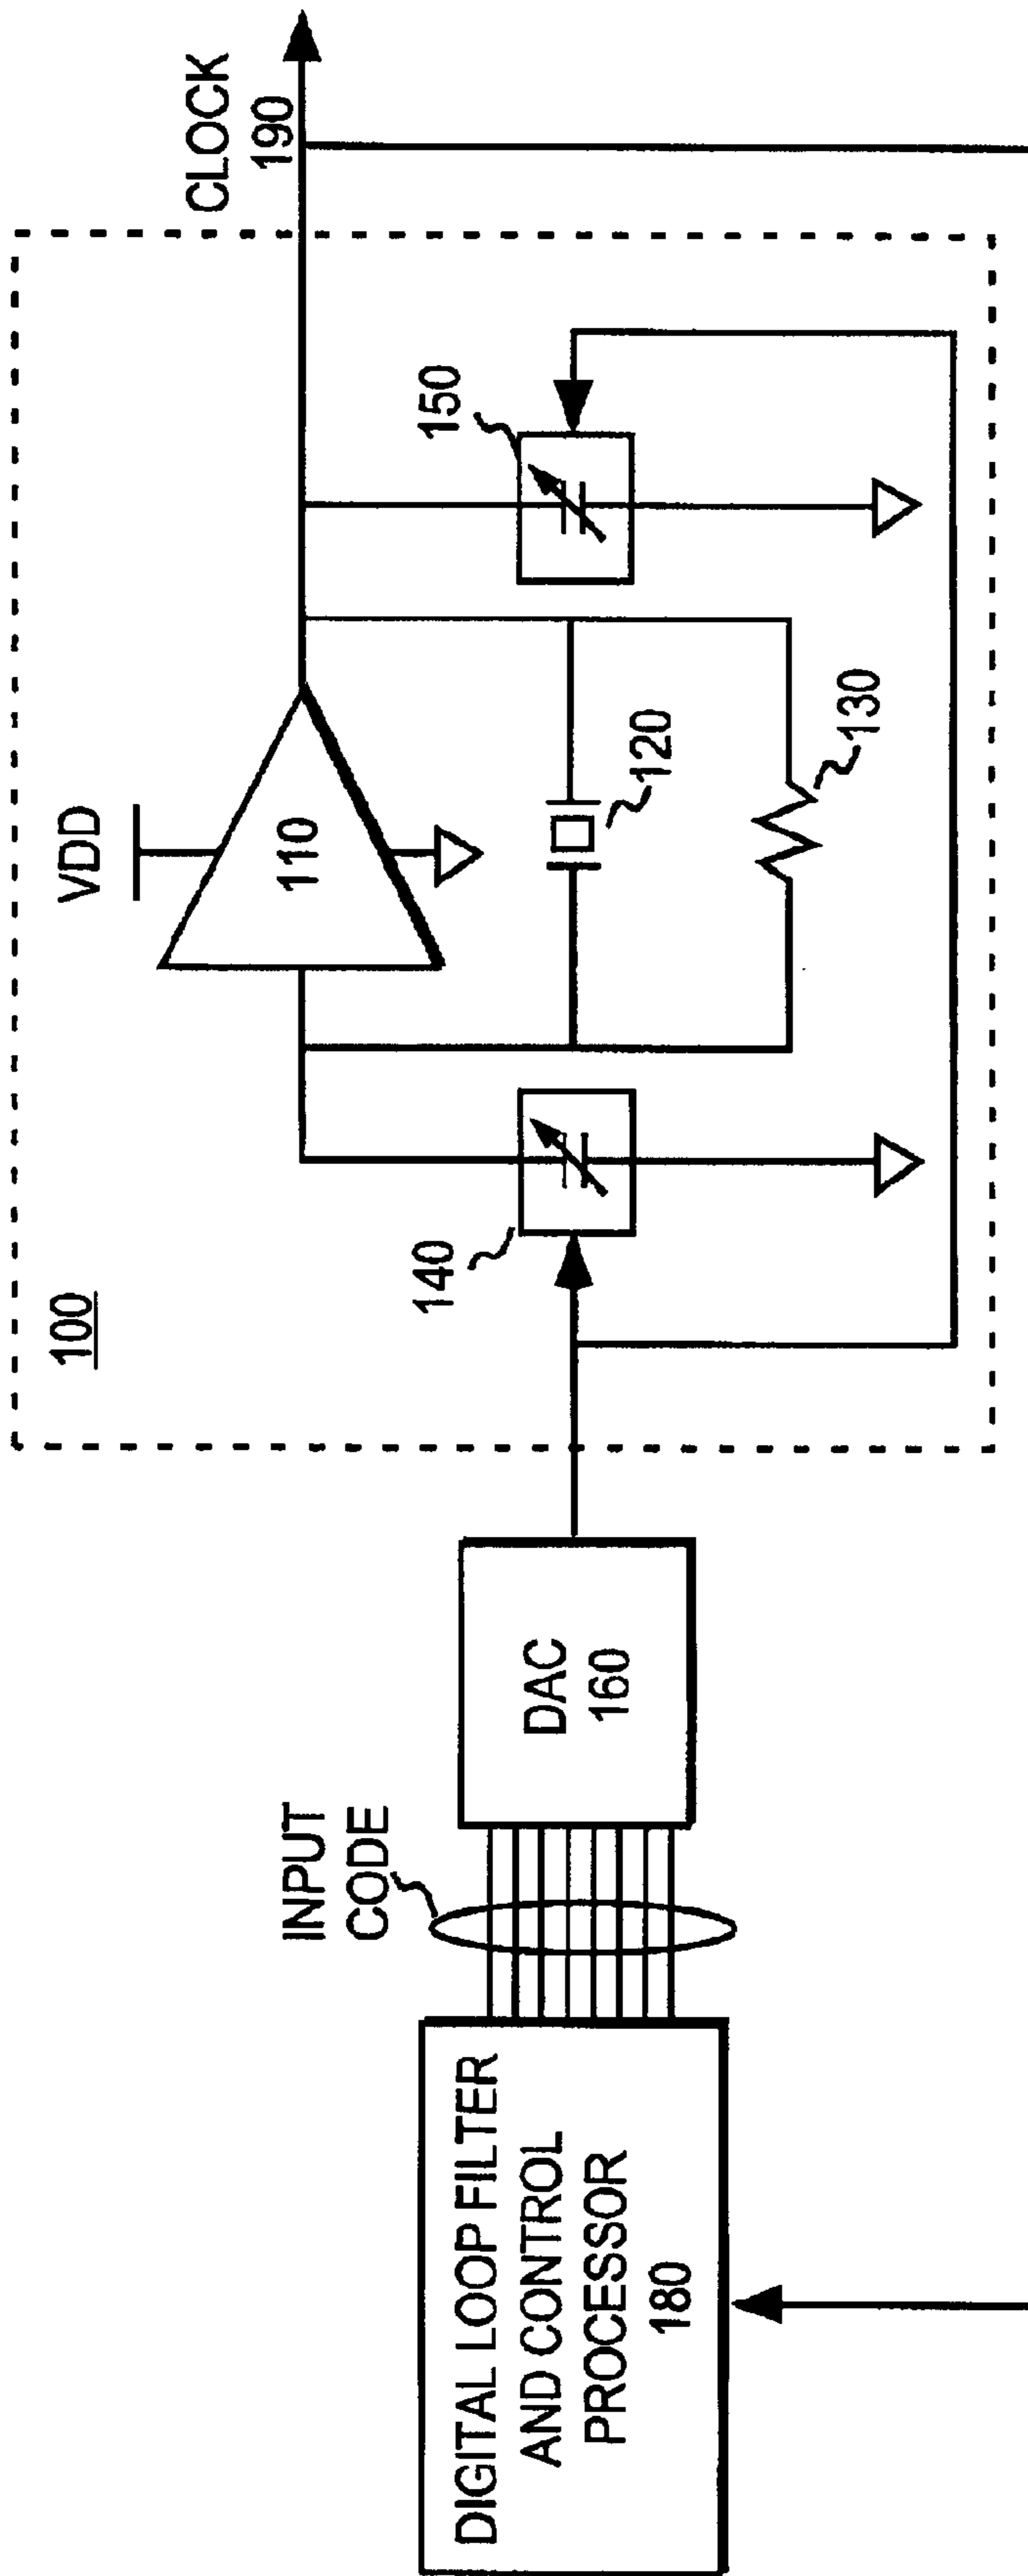 100
VDD
110
CLOCK
190
140
150
120
130
INPUT
CODE
DAC
160
DIGITAL LOOP FILTER
AND CONTROL
PROCESSOR
180